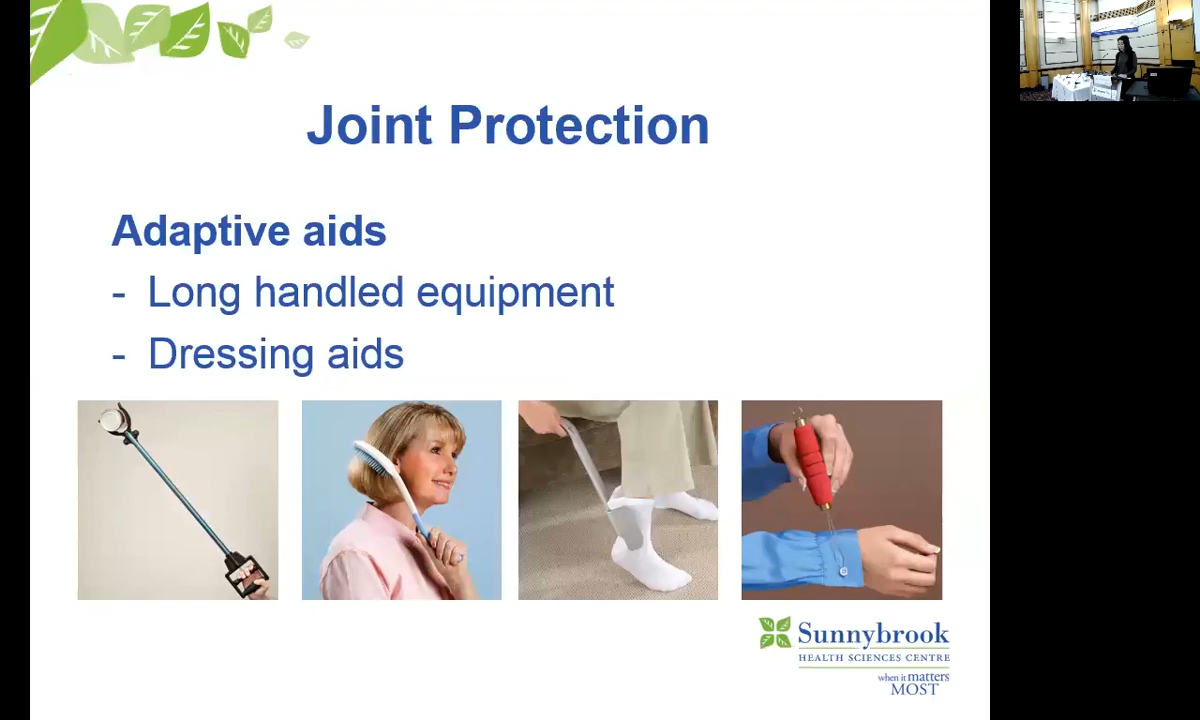 Joint Protection
Adaptive aids
- Long handled equipment
- Dressing aids
Sunnybrook
HEALTH SCIENCES CENTRE
when it matters
MOST